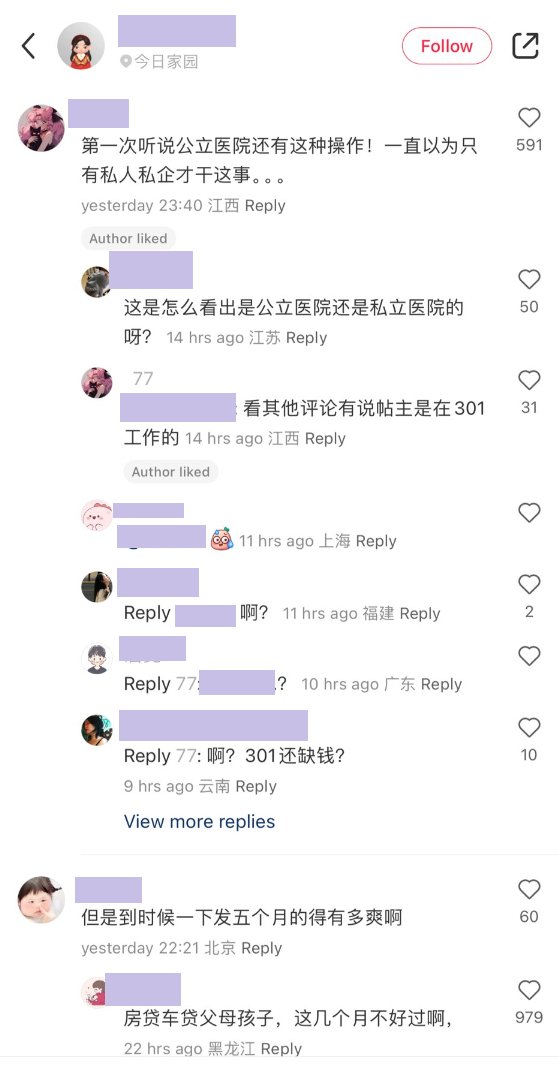 Follow
今日家园
第一次听说公立医院还有这种操作！一直以为只
有私人私企才干这事。。。
591
yesterday 23:40 江西 Reply
Author liked
这是怎么看出是公立医院还是私立医院的
呀？ 14 hrs ago 江苏 Reply
50
77
: 看其他评论有说帖主是在301
工作的 14 hrs ago 江西 Reply
31
Author liked
11 hrs ago 上海 Reply
Reply 啊？ 11 hrs ago 福建 Reply
2
Reply 77: ? 10 hrs ago 广东 Reply
Reply 77: 啊？301还缺钱？
10
9 hrs ago 云南 Reply
View more replies
但是到时候一下发五个月的得有多爽啊
60
yesterday 22:21 北京 Reply
房贷车贷父母孩子，这几个月不好过啊，
979
22 hrs ago 黑龙江 Reply